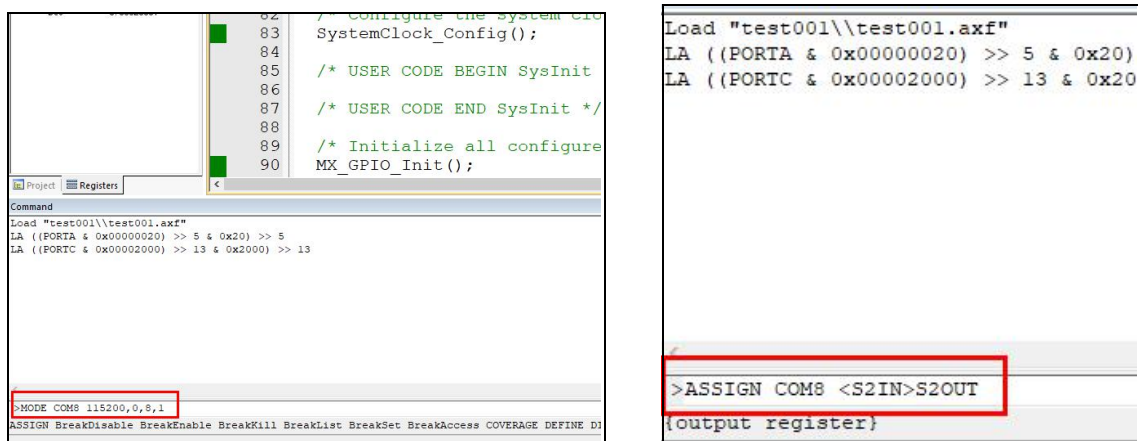 82 /* Configure the system clo
83 SystemClock_Config();
84
85 /* USER CODE BEGIN SysInit
86
87 /* USER CODE END SysInit */
88
89 /* Initialize all configure
90 MX_GPIO_Init();
Project Registers
Command
Load "test001\\test001.axf"
LA ((PORTA & 0x00000020) >> 5 & 0x20) >> 5
LA ((PORTC & 0x00002000) >> 13 & 0x2000) >> 13
>MODE COM8 115200,0,8,1
ASSIGN BreakDisable BreakEnable BreakKill BreakList BreakSet BreakAccess COVERAGE DEFINE DI
Load "test001\\test001.axf"
LA ((PORTA & 0x00000020) >> 5 & 0x20)
LA ((PORTC & 0x00002000) >> 13 & 0x20
>ASSIGN COM8 <S2IN>S2OUT
{output register}